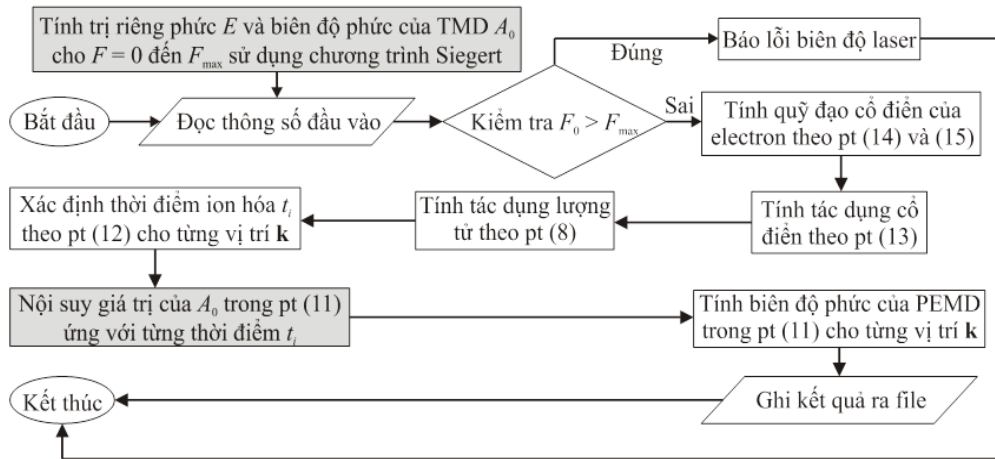 Tính trị riêng phức E và biên độ phức của TMD A₀
cho F = 0 đến Fmax sử dụng chương trình Siegert
Đúng
Báo lỗi biên độ laser
Bắt đầu
Đọc thông số đầu vào
Kiểm tra F₀ > Fmax
Sai
Tính quỹ đạo cổ điển của
electron theo pt (14) và (15)
Tính tác dụng cổ
điển theo pt (13)
Tính tác dụng lượng
tử theo pt (8)
Xác định thời điểm ion hóa tᵢ
theo pt (12) cho từng vị trí k
Nội suy giá trị của A₀ trong pt (11)
ứng với từng thời điểm tᵢ
Tính biên độ phức của PEMD
trong pt (11) cho từng vị trí k
Ghi kết quả ra file
Kết thúc